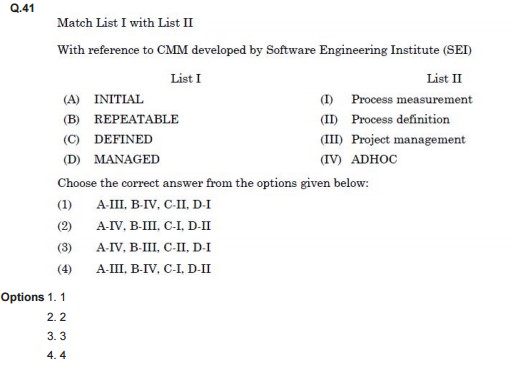 Q.41
Match List I with List II
With reference to CMM developed by Software Engineering Institute (SEI)
List I List II
(A) INITIAL (I) Process measurement
(B) REPEATABLE (II) Process definition
(C) DEFINED (III) Project management
(D) MANAGED (IV) ADHOC
Choose the correct answer from the options given below:
(1) A-III, B-IV, C-II, D-I
(2) A-IV, B-III, C-I, D-II
(3) A-IV, B-III, C-II, D-I
(4) A-III, B-IV, C-I, D-II
Options 1. 1
2. 2
3. 3
4. 4